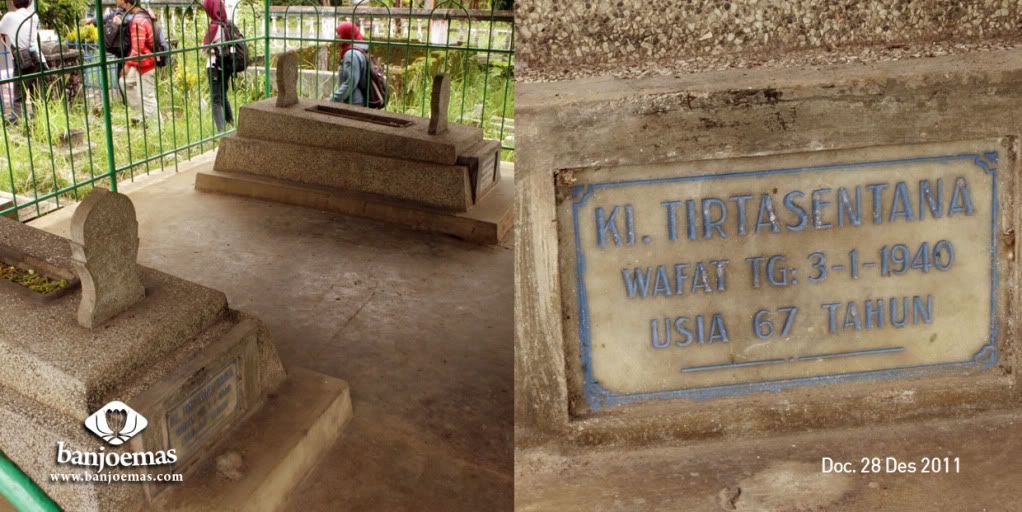 banjoemas
www.banjoemas.com
KI. TIRTASENTANA
WAFAT TG: 3-1-1940
USIA 67 TAHUN
Doc. 28 Des 2011